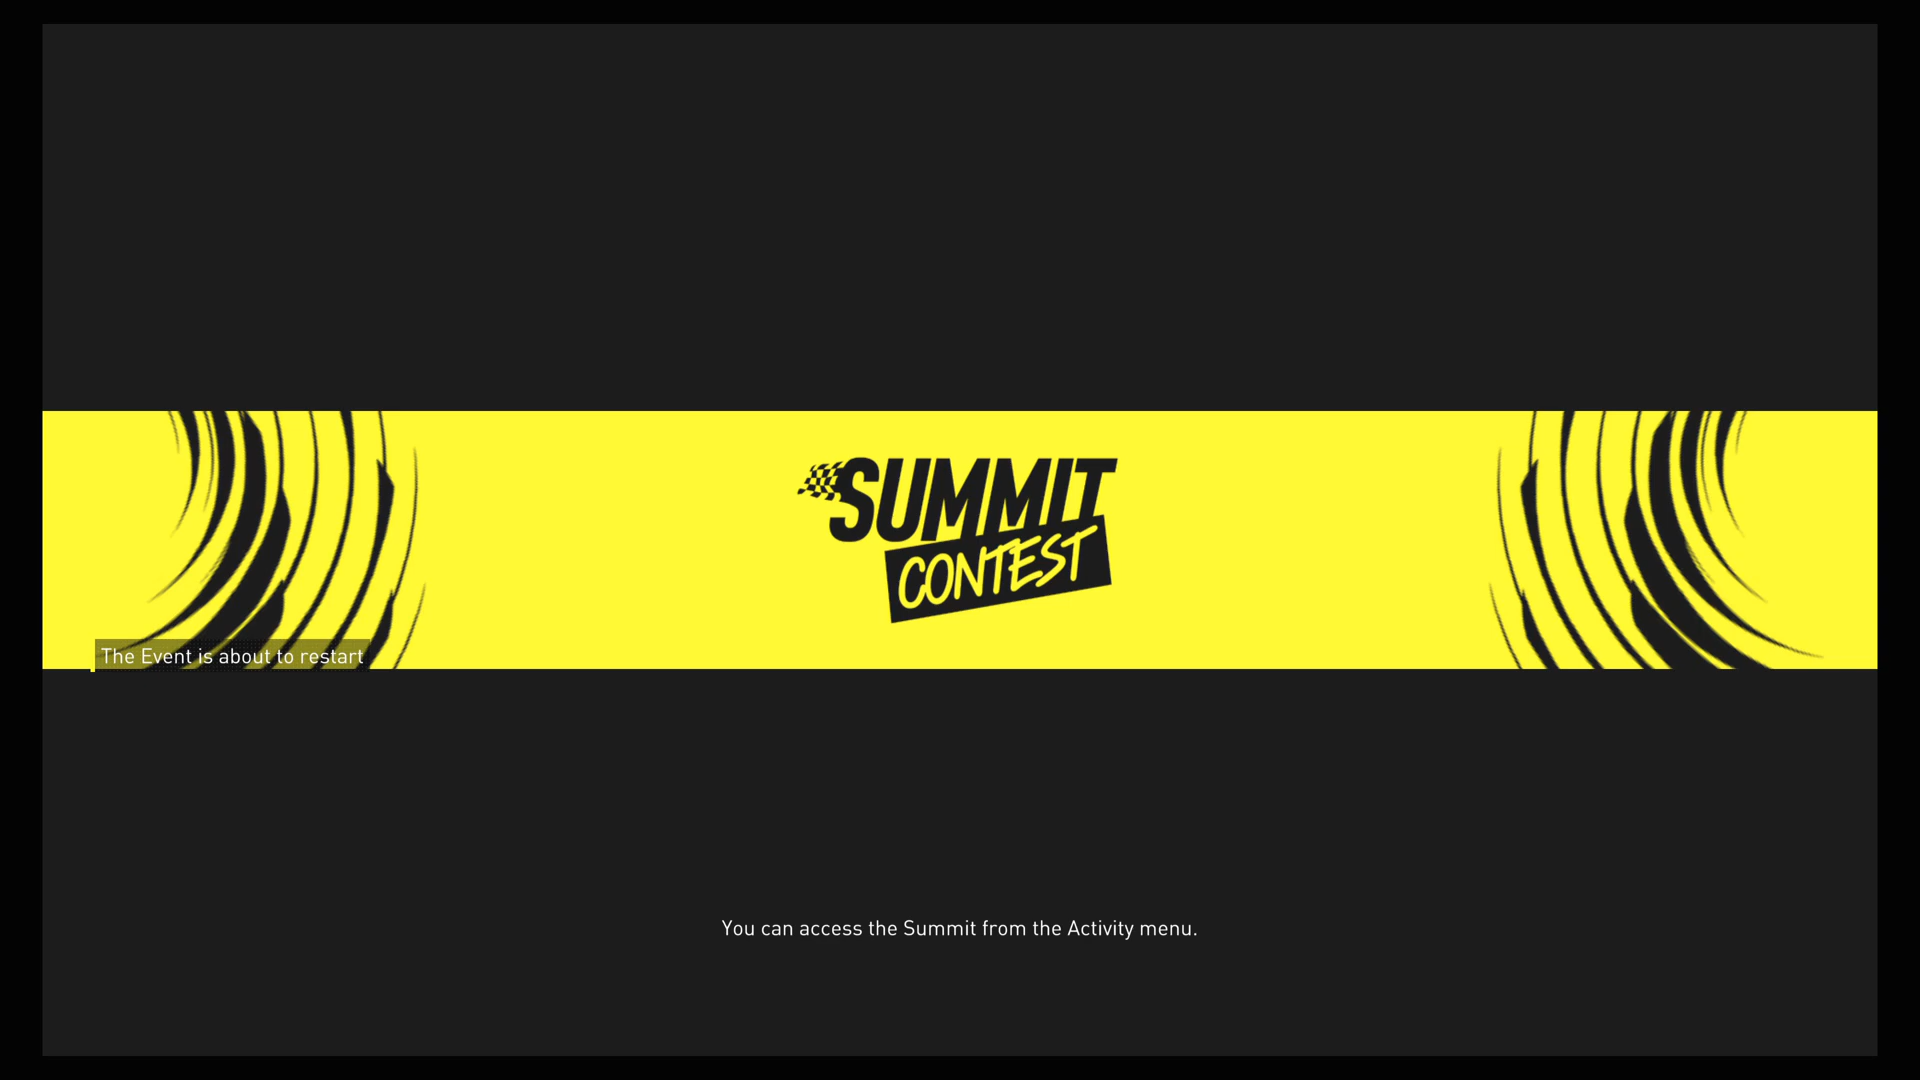 SUMMIT
CONTEST
The Event is about to restart
You can access the Summit from the Activity menu.